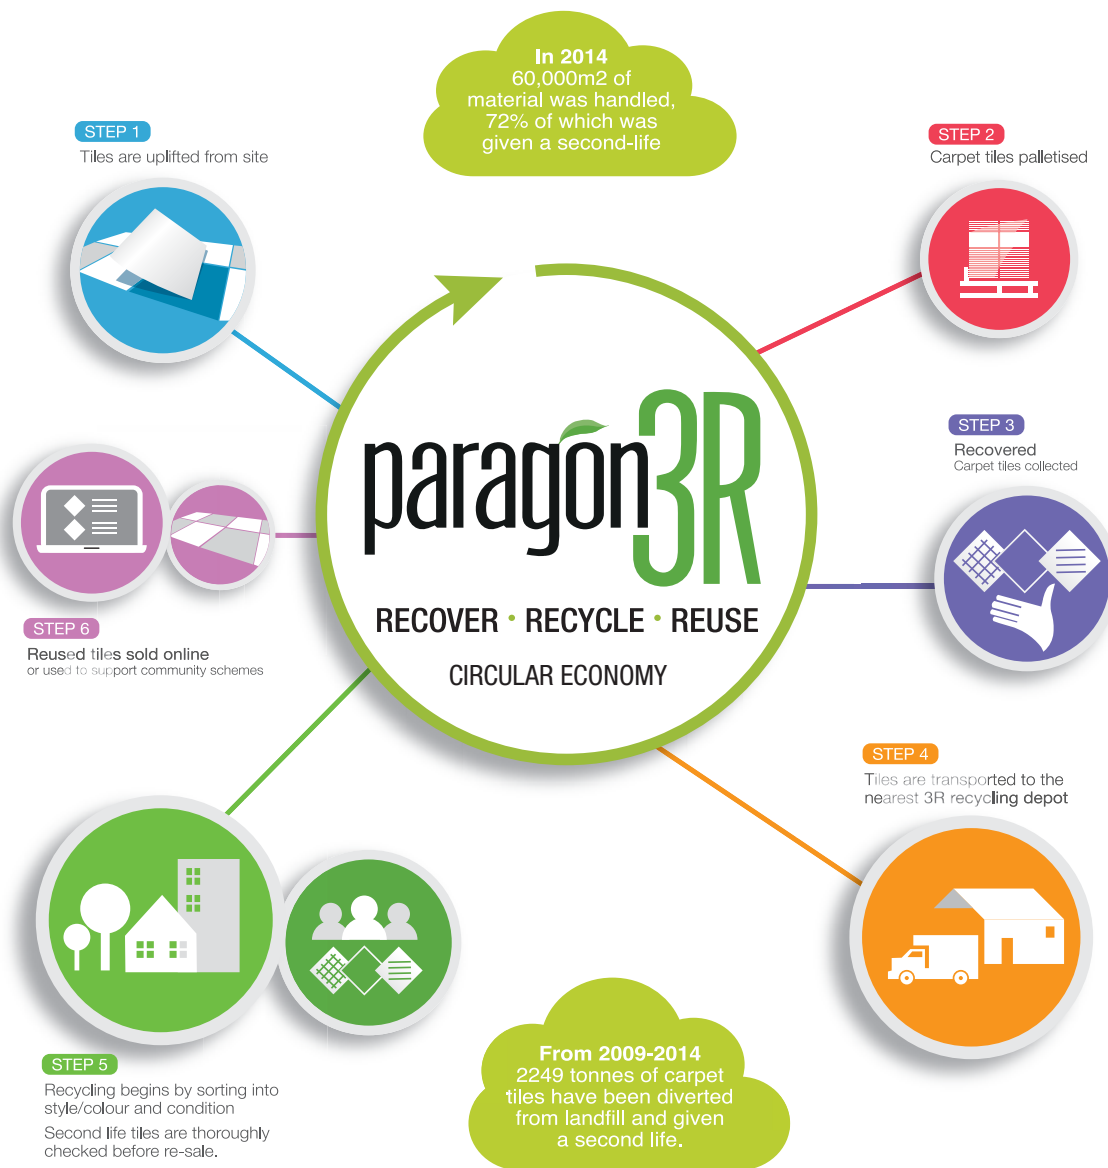 In 2014
60,000m2 of
material was handled,
72% of which was
given a second-life
STEP 1
Tiles are uplifted from site
STEP 2
Carpet tiles palletised
paragon3R
RECOVER • RECYCLE • REUSE
CIRCULAR ECONOMY
STEP 3
Recovered
Carpet tiles collected
STEP 4
Tiles are transported to the
nearest 3R recycling depot
STEP 5
Recycling begins by sorting into
style/colour and condition
Second life tiles are thoroughly
checked before re-sale.
STEP 6
Reused tiles sold online
or used to support community schemes
From 2009-2014
2249 tonnes of carpet
tiles have been diverted
from landfill and given
a second life.